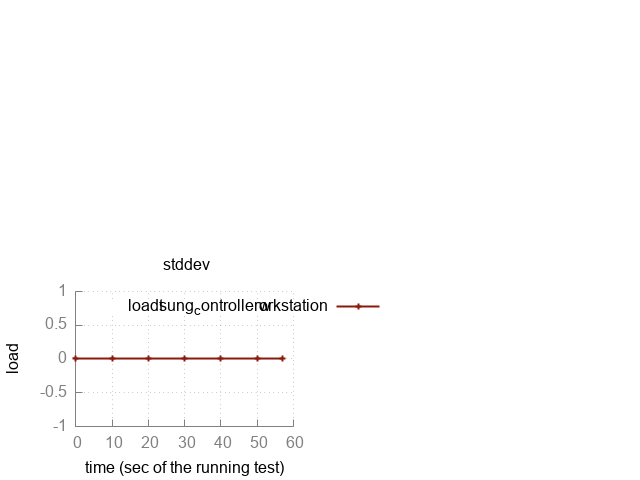 stddev
1
loadtsung_controllerworkstation
0.5
0
load
-0.5
-1
0 10 20 30 40 50 60
time (sec of the running test)